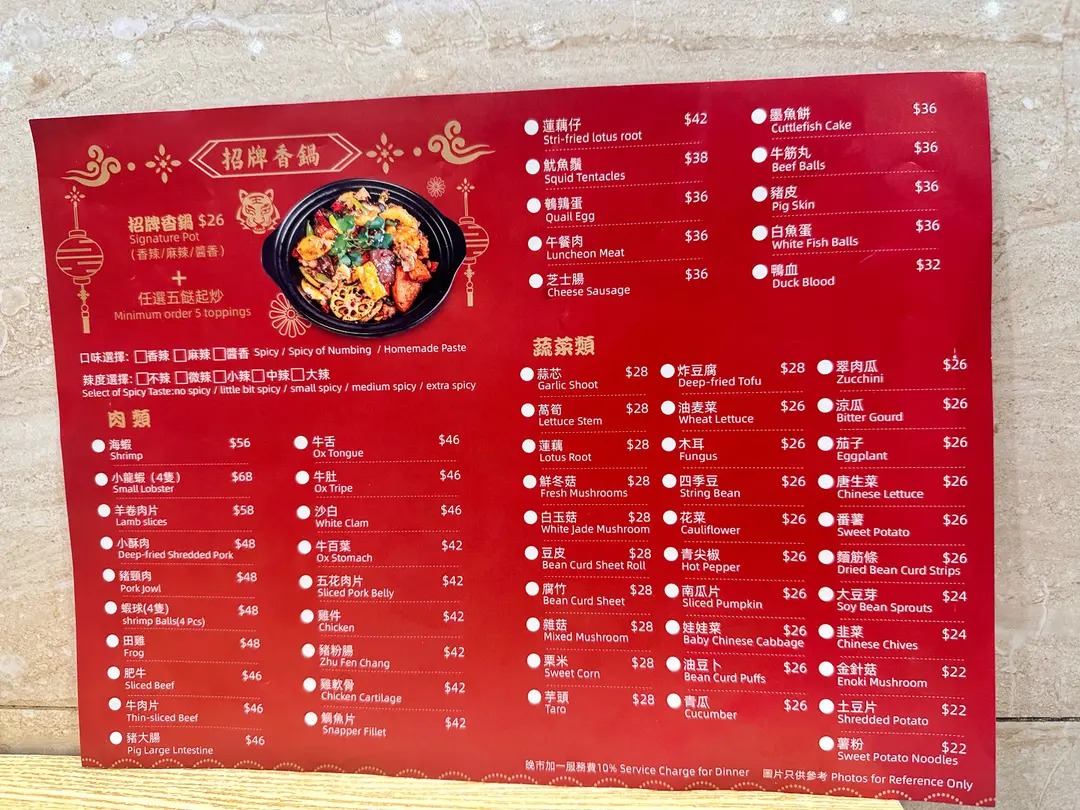 招牌香鍋
招牌香鍋 $26
Signature Pot
（香辣/麻辣/醬香）
+
任選五餸起炒
Minimum order 5 toppings
口味選擇: 香辣 麻辣 醬香 Spicy / Spicy of Numbing / Homemade Paste
辣度選擇: 不辣 微辣 小辣 中辣 大辣
Select of Spicy Taste:no spicy / little bit spicy / small spicy / medium spicy / extra spicy
肉類
海蝦 $56
Shrimp
小龍蝦（4隻） $68
Small Lobster
羊卷肉片 $58
Lamb slices
小酥肉 $48
Deep-fried Shredded Pork
豬頸肉 $48
Pork Jowl
蝦球(4隻) $48
shrimp Balls(4 Pcs)
田雞 $48
Frog
肥牛 $46
Sliced Beef
牛肉片 $46
Thin-sliced Beef
豬大腸 $46
Pig Large Lntestine
牛舌 $46
Ox Tongue
牛肚 $46
Ox Tripe
沙白 $46
White Clam
牛百葉 $42
Ox Stomach
五花肉片 $42
Sliced Pork Belly
雞件 $42
Chicken
豬粉腸 $42
Zhu Fen Chang
雞軟骨 $42
Chicken Cartilage
鯛魚片 $42
Snapper Fillet
蓮藕仔 $42
Stri-fried lotus root
魷魚鬚 $38
Squid Tentacles
鵪鶉蛋 $36
Quail Egg
午餐肉 $36
Luncheon Meat
芝士腸 $36
Cheese Sausage
墨魚餅 $36
Cuttlefish Cake
牛筋丸 $36
Beef Balls
豬皮 $36
Pig Skin
白魚蛋 $36
White Fish Balls
鴨血 $32
Duck Blood
蔬菜類
蒜芯 $28
Garlic Shoot
萵筍 $28
Lettuce Stem
蓮藕 $28
Lotus Root
鮮冬菇 $28
Fresh Mushrooms
白玉菇 $28
White Jade Mushroom
豆皮 $28
Bean Curd Sheet Roll
腐竹 $28
Bean Curd Sheet
雜菇 $28
Mixed Mushroom
栗米 $28
Sweet Corn
芋頭 $28
Taro
炸豆腐 $28
Deep-fried Tofu
油麦菜 $26
Wheat Lettuce
木耳 $26
Fungus
四季豆 $26
String Bean
花菜 $26
Cauliflower
青尖椒 $26
Hot Pepper
南瓜片 $26
Sliced Pumpkin
娃娃菜 $26
Baby Chinese Cabbage
油豆卜 $26
Bean Curd Puffs
青瓜 $26
Cucumber
翠肉瓜 $26
Zucchini
涼瓜 $26
Bitter Gourd
茄子 $26
Eggplant
唐生菜 $26
Chinese Lettuce
番薯 $26
Sweet Potato
麵筋條 $26
Dried Bean Curd Strips
大豆芽 $24
Soy Bean Sprouts
韭菜 $24
Chinese Chives
金針菇 $22
Enoki Mushroom
土豆片 $22
Shredded Potato
薯粉 $22
Sweet Potato Noodles
晚市加一服務費10% Service Charge for Dinner 圖片只供參考 Photos for Reference Only